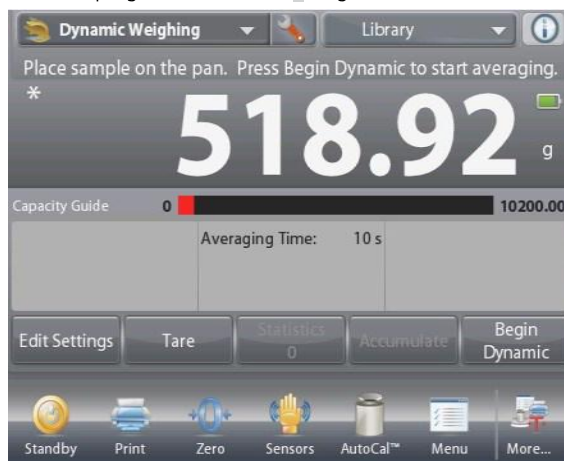 Dynamic Weighing
Library
Place sample on the pan. Press Begin Dynamic to start averaging.
*
518.92
g
Capacity Guide 0 10200.00
Averaging Time: 10 s
Edit Settings
Tare
Statistics
0
Accumulate
Begin
Dynamic
Standby
Print
Zero
Sensors
AutoCal™
Menu
More...